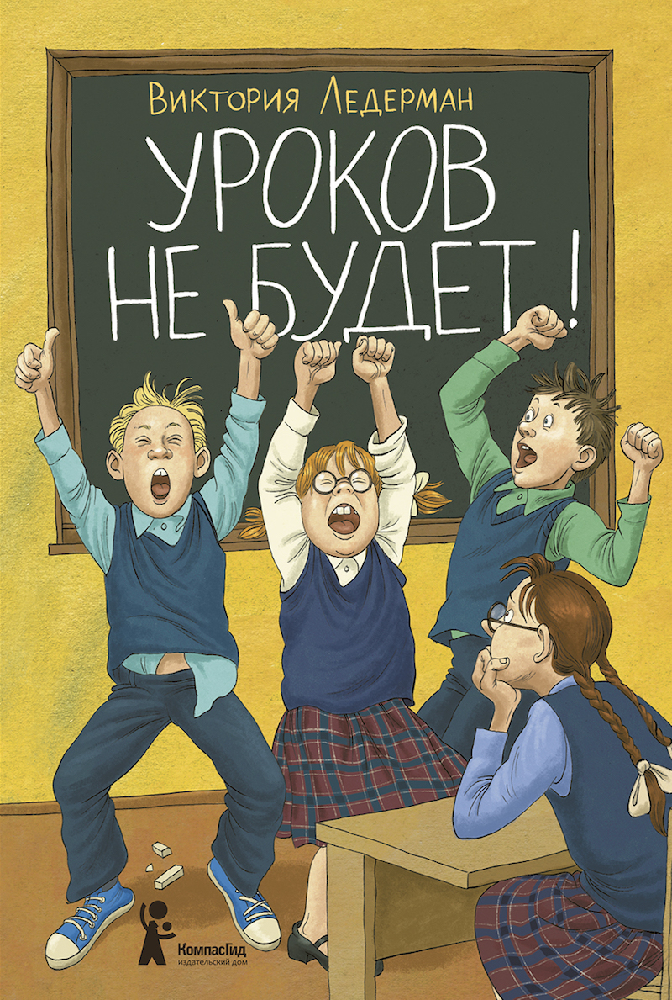 Виктория Ледерман
УРОКОВ
НЕ БУДЕТ!
КомпасГид
издательский дом